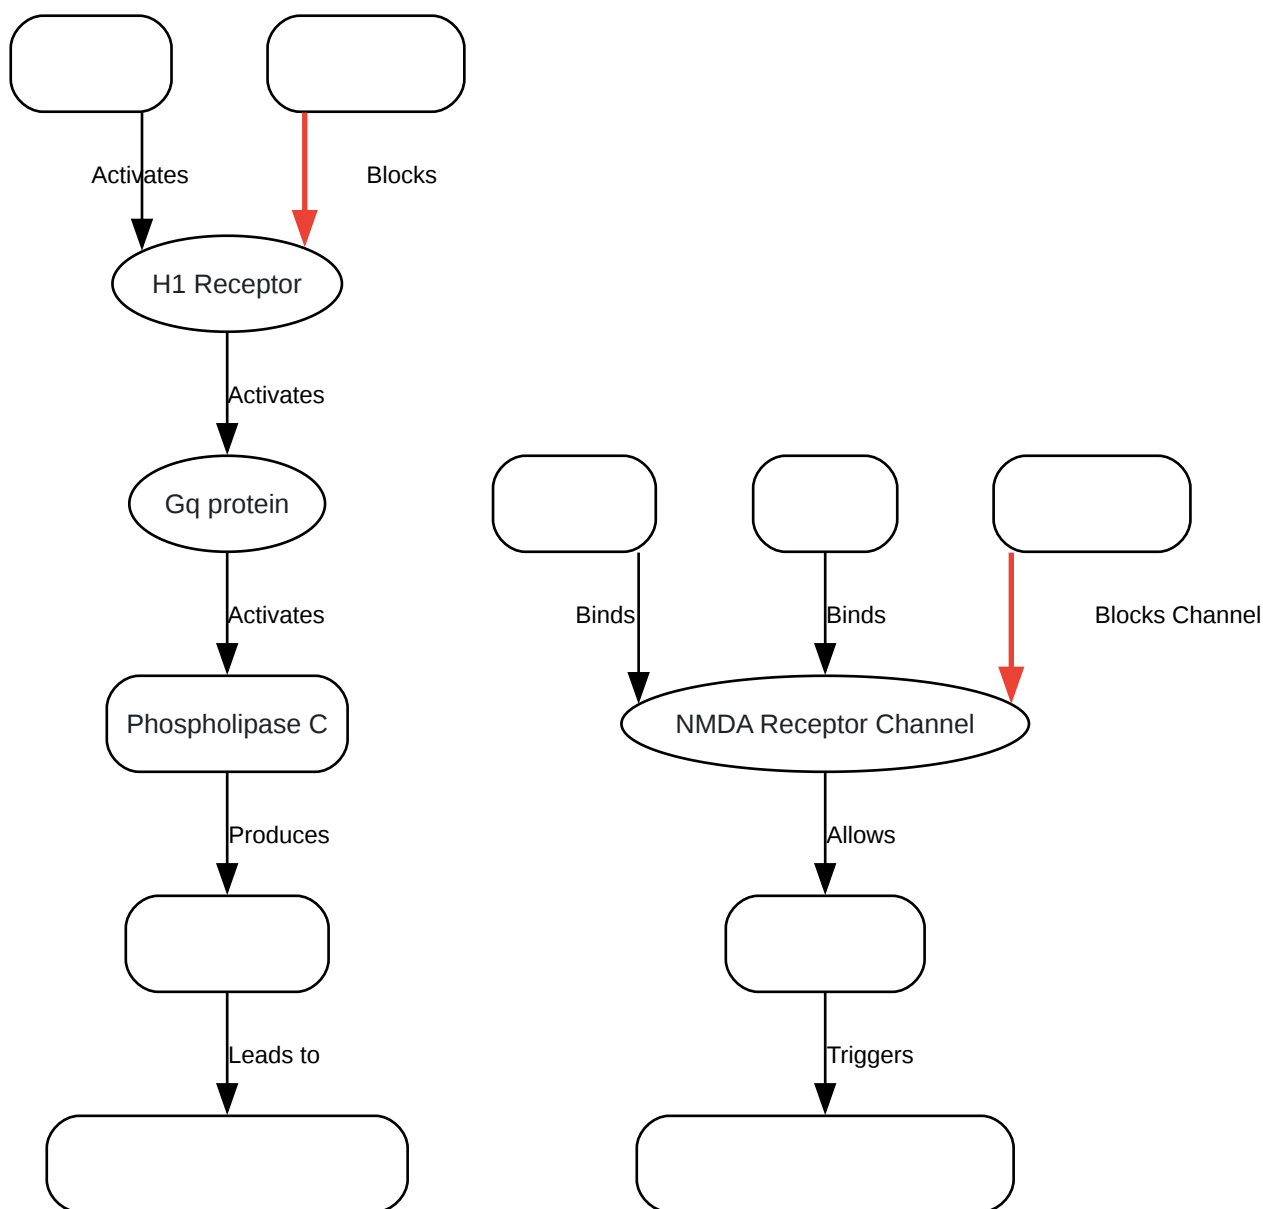 Activates
Blocks
H1 Receptor
Activates
Gq protein
Activates
Binds
Binds
Blocks Channel
Phospholipase C
NMDA Receptor Channel
Produces
Allows
Leads to
Triggers